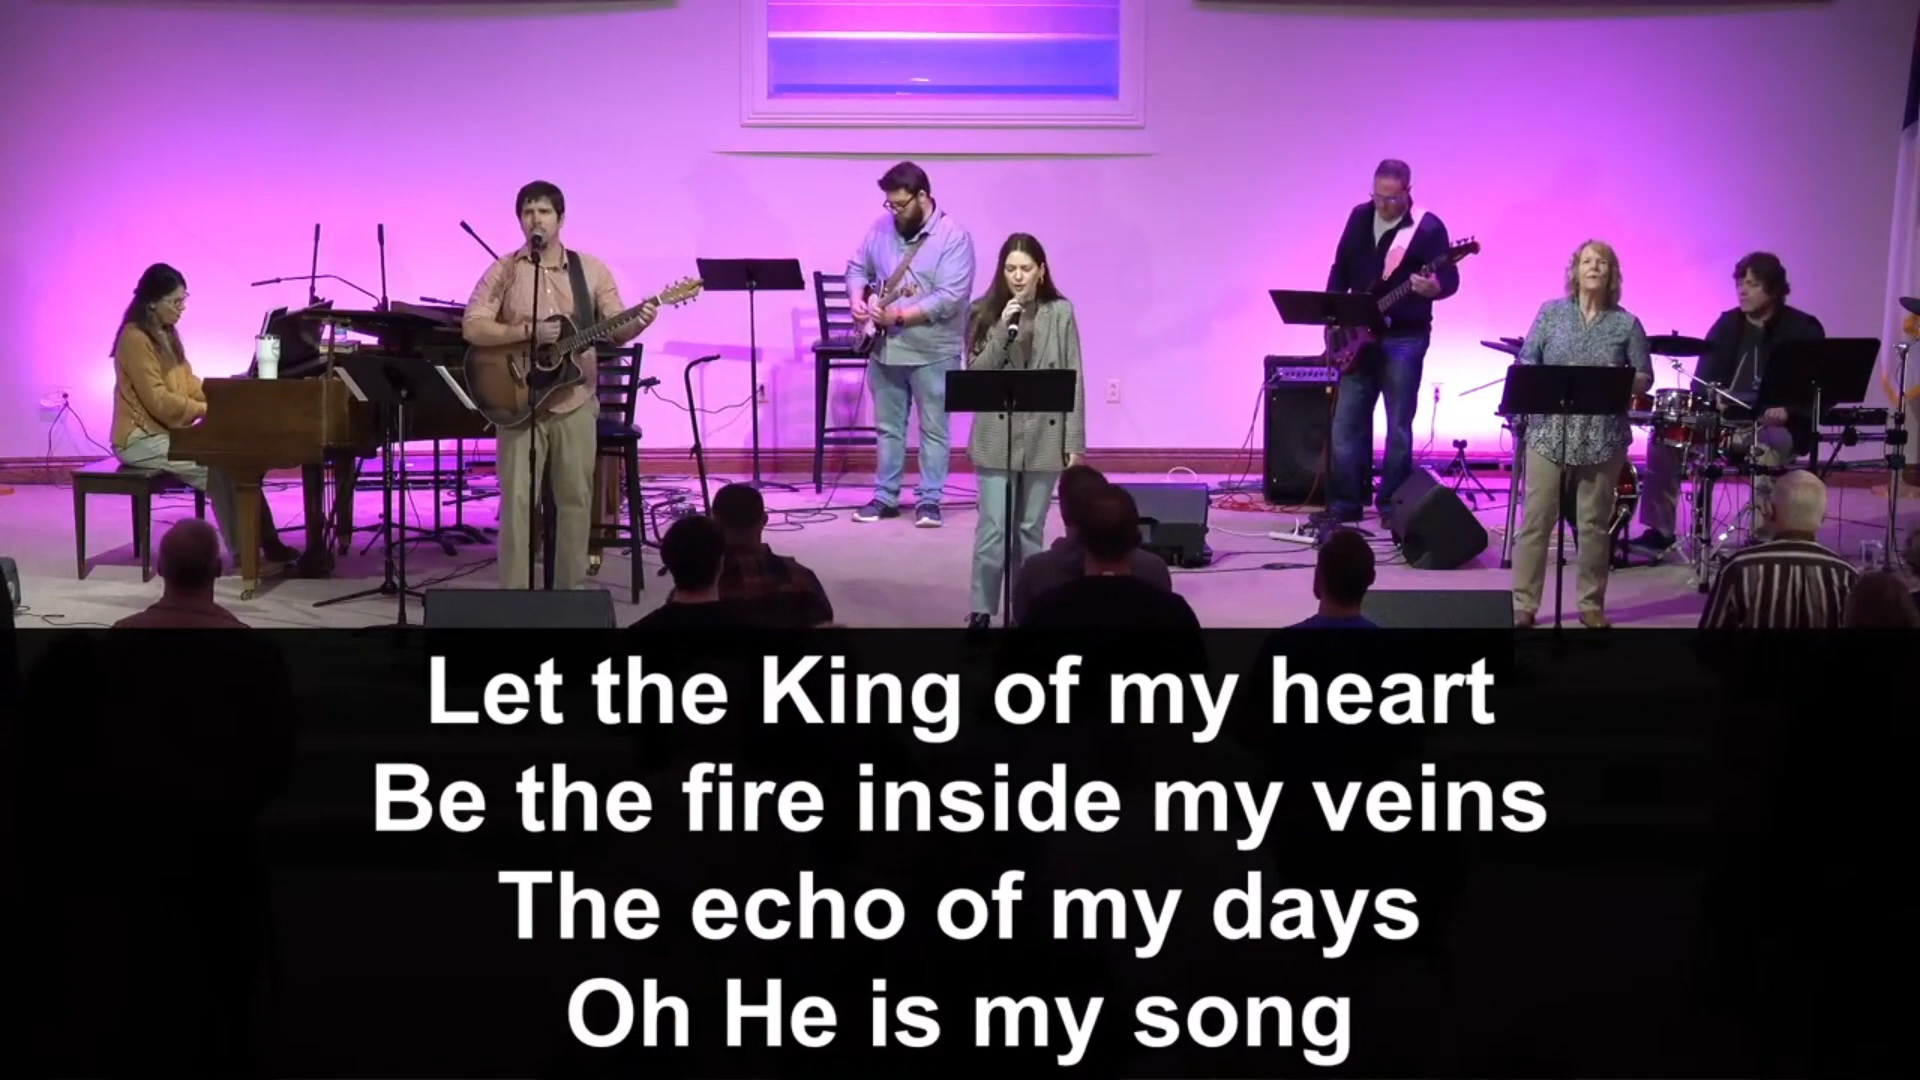 Let the King of my heart
Be the fire inside my veins
The echo of my days
Oh He is my song